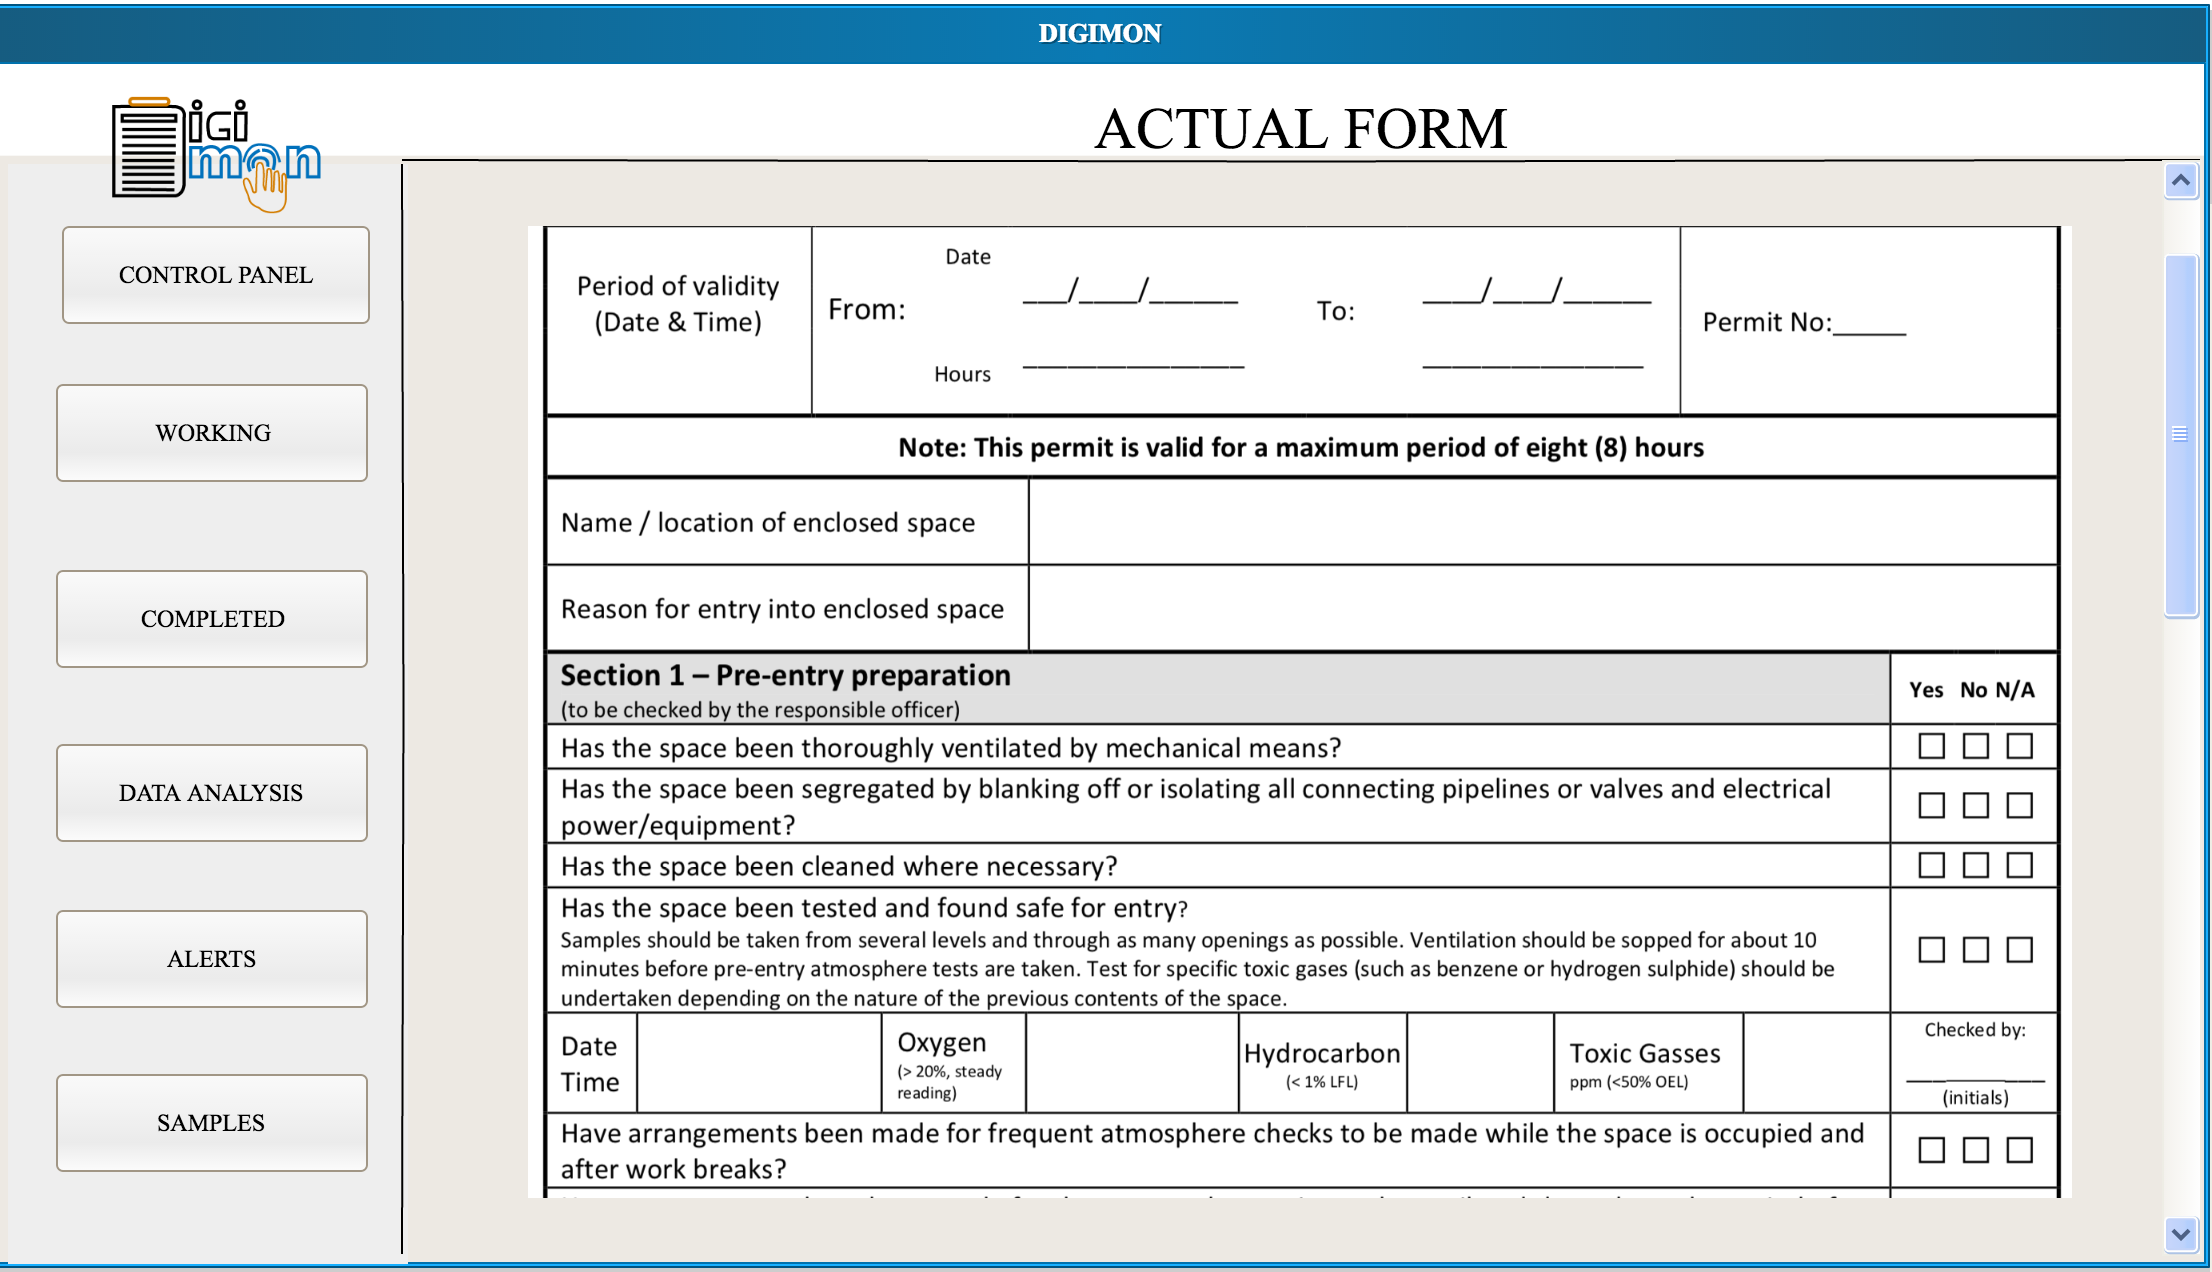 DIGIMON
iGi
mon
ACTUAL FORM
CONTROL PANEL
WORKING
COMPLETED
DATA ANALYSIS
ALERTS
SAMPLES
Period of validity
(Date & Time)
Date
From: ___/____/______
To: ____/____/______
Hours _______________ _______________
Permit No:_____
Note: This permit is valid for a maximum period of eight (8) hours
Name / location of enclosed space
Reason for entry into enclosed space
Section 1 – Pre-entry preparation
(to be checked by the responsible officer)
Yes No N/A
Has the space been thoroughly ventilated by mechanical means?
Has the space been segregated by blanking off or isolating all connecting pipelines or valves and electrical
power/equipment?
Has the space been cleaned where necessary?
Has the space been tested and found safe for entry?
Samples should be taken from several levels and through as many openings as possible. Ventilation should be sopped for about 10
minutes before pre-entry atmosphere tests are taken. Test for specific toxic gases (such as benzene or hydrogen sulphide) should be
undertaken depending on the nature of the previous contents of the space.
Date
Time
Oxygen
(> 20%, steady
reading)
Hydrocarbon
(< 1% LFL)
Toxic Gasses
ppm (<50% OEL)
Checked by:
___________
(initials)
Have arrangements been made for frequent atmosphere checks to be made while the space is occupied and
after work breaks?